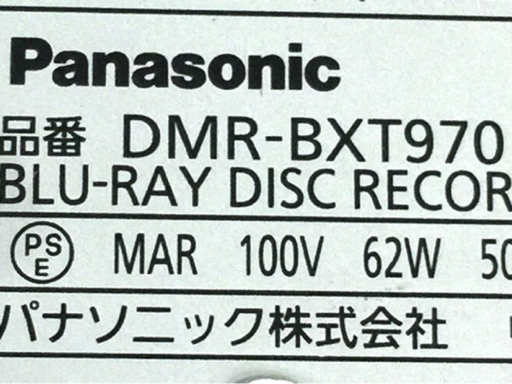 Panasonic
品番 DMR-BXT970
BLU-RAY DISC RECOR
PS E MAR 100V 62W 50
パナソニック株式会社